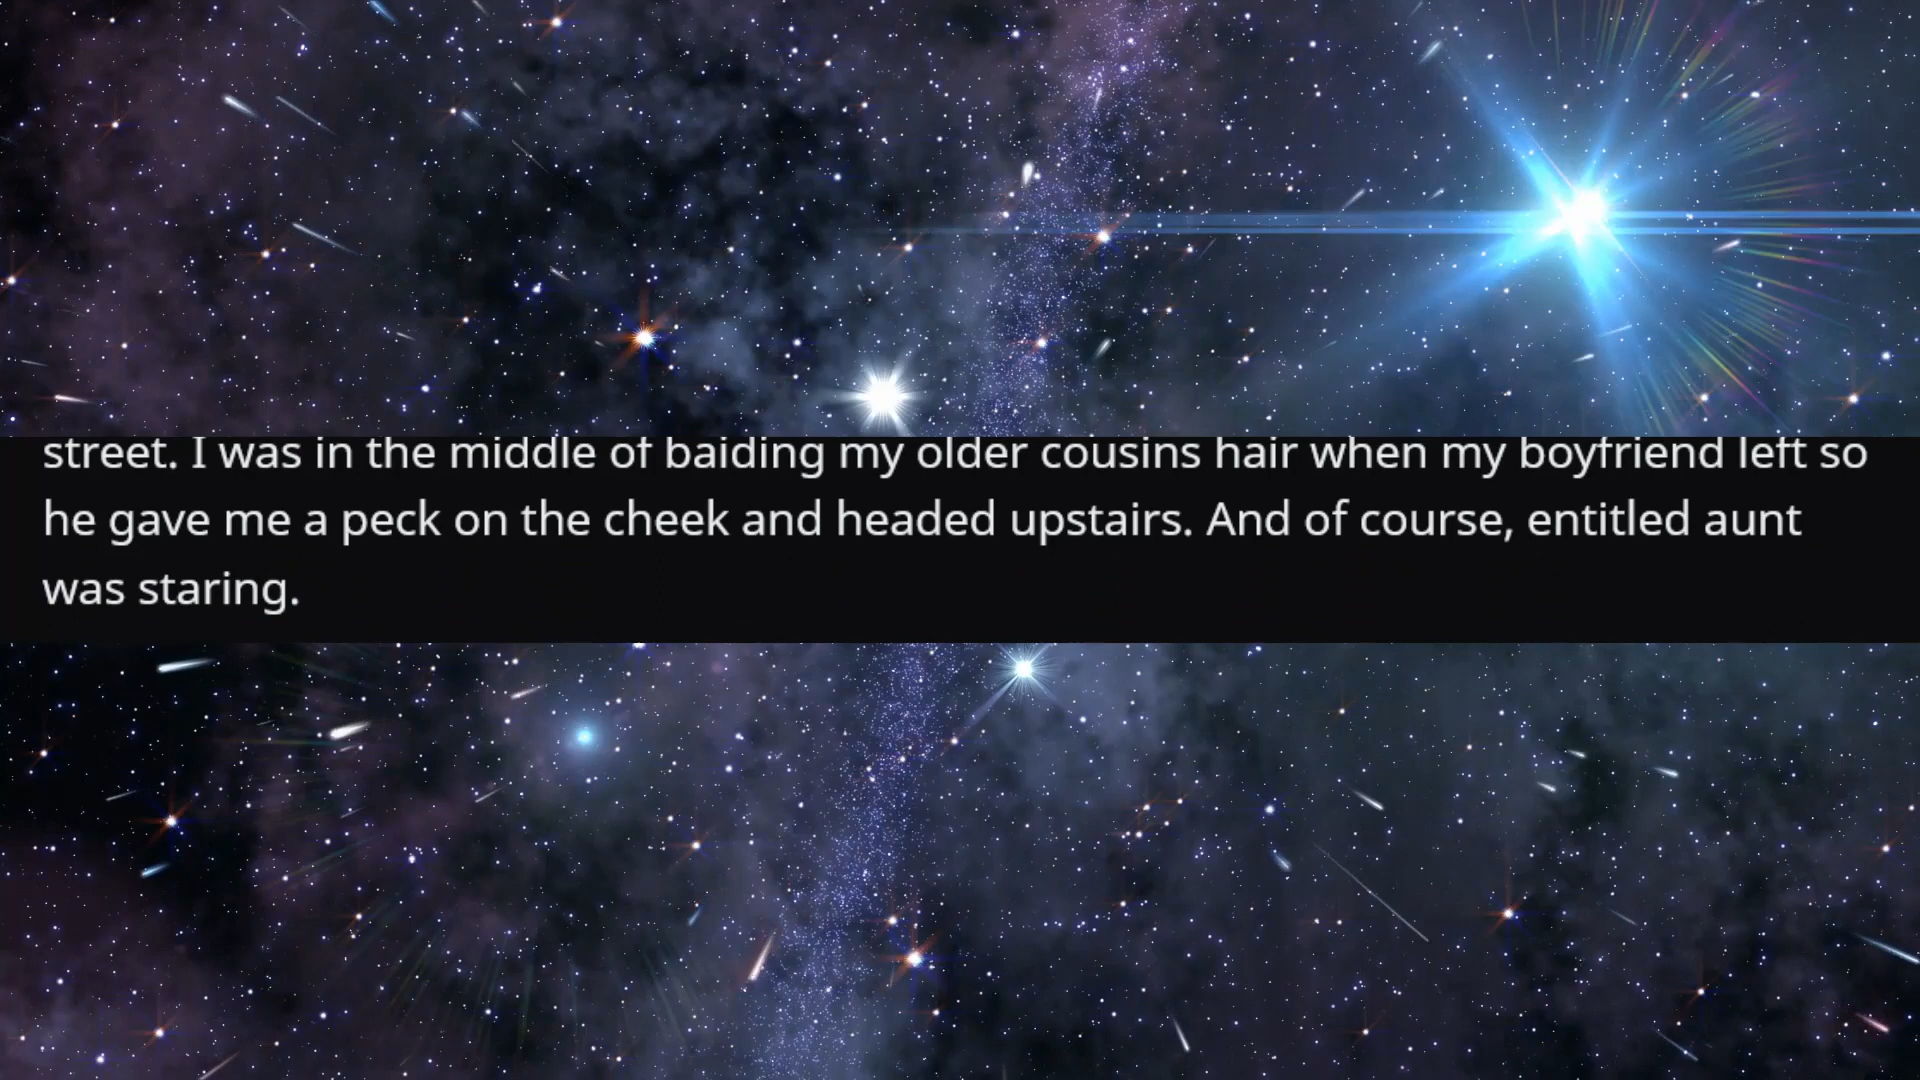 street. I was in the middle of baiding my older cousins hair when my boyfriend left so
he gave me a peck on the cheek and headed upstairs. And of course, entitled aunt
was staring.